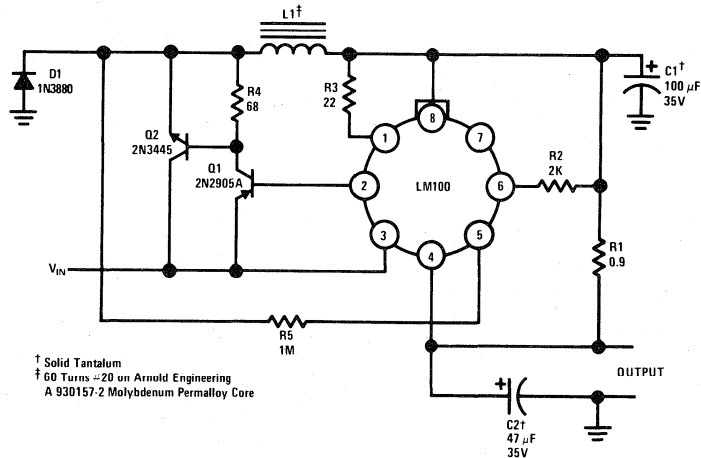 L1‡
D1
1N3880
R4
68
R3
22
C1†
100 µF
35V
Q2
2N3445
Q1
2N2905A
1
8
7
2
LM100
6
R2
2K
3
4
5
R1
0.9
VIN
R5
1M
† Solid Tantalum
‡ 60 Turns #20 on Arnold Engineering
A 930157-2 Molybdenum Permalloy Core
OUTPUT
+
C2†
47 µF
35V
+